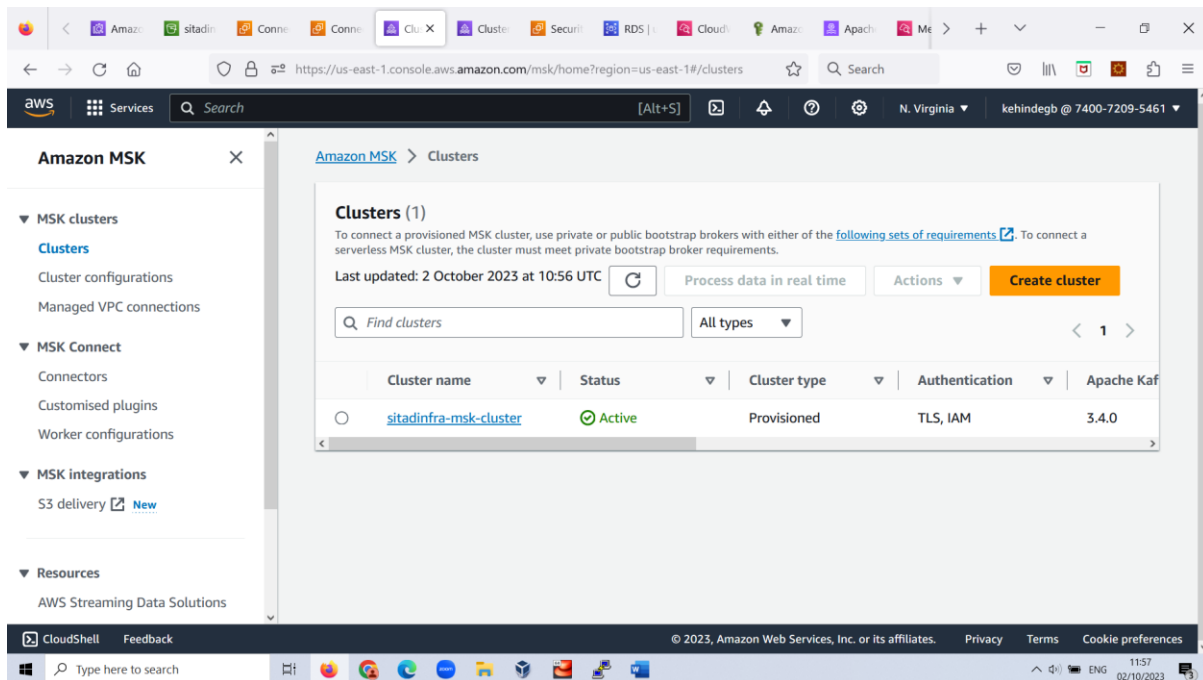 Amazo
sitadin
Conne
Conne
Clu
Cluster
Securit
RDS | (
Cloud
Amazo
Apach
Me
https://us-east-1.console.aws.amazon.com/msk/home?region=us-east-1#/clusters
Search
aws
Services
Search
[Alt+S]
N. Virginia
kehindegb @ 7400-7209-5461
Amazon MSK
MSK clusters
Clusters
Cluster configurations
Managed VPC connections
MSK Connect
Connectors
Customised plugins
Worker configurations
MSK integrations
S3 delivery New
Resources
AWS Streaming Data Solutions
Amazon MSK > Clusters
Clusters (1)
To connect a provisioned MSK cluster, use private or public bootstrap brokers with either of the following sets of requirements. To connect a
serverless MSK cluster, the cluster must meet private bootstrap broker requirements.
Last updated: 2 October 2023 at 10:56 UTC
Process data in real time
Actions
Create cluster
Find clusters
All types
1
Cluster name Status Cluster type Authentication Apache Kaf
sitadinfra-msk-cluster Active Provisioned TLS, IAM 3.4.0
CloudShell Feedback © 2023, Amazon Web Services, Inc. or its affiliates. Privacy Terms Cookie preferences
Type here to search
ENG
11:57
02/10/2023